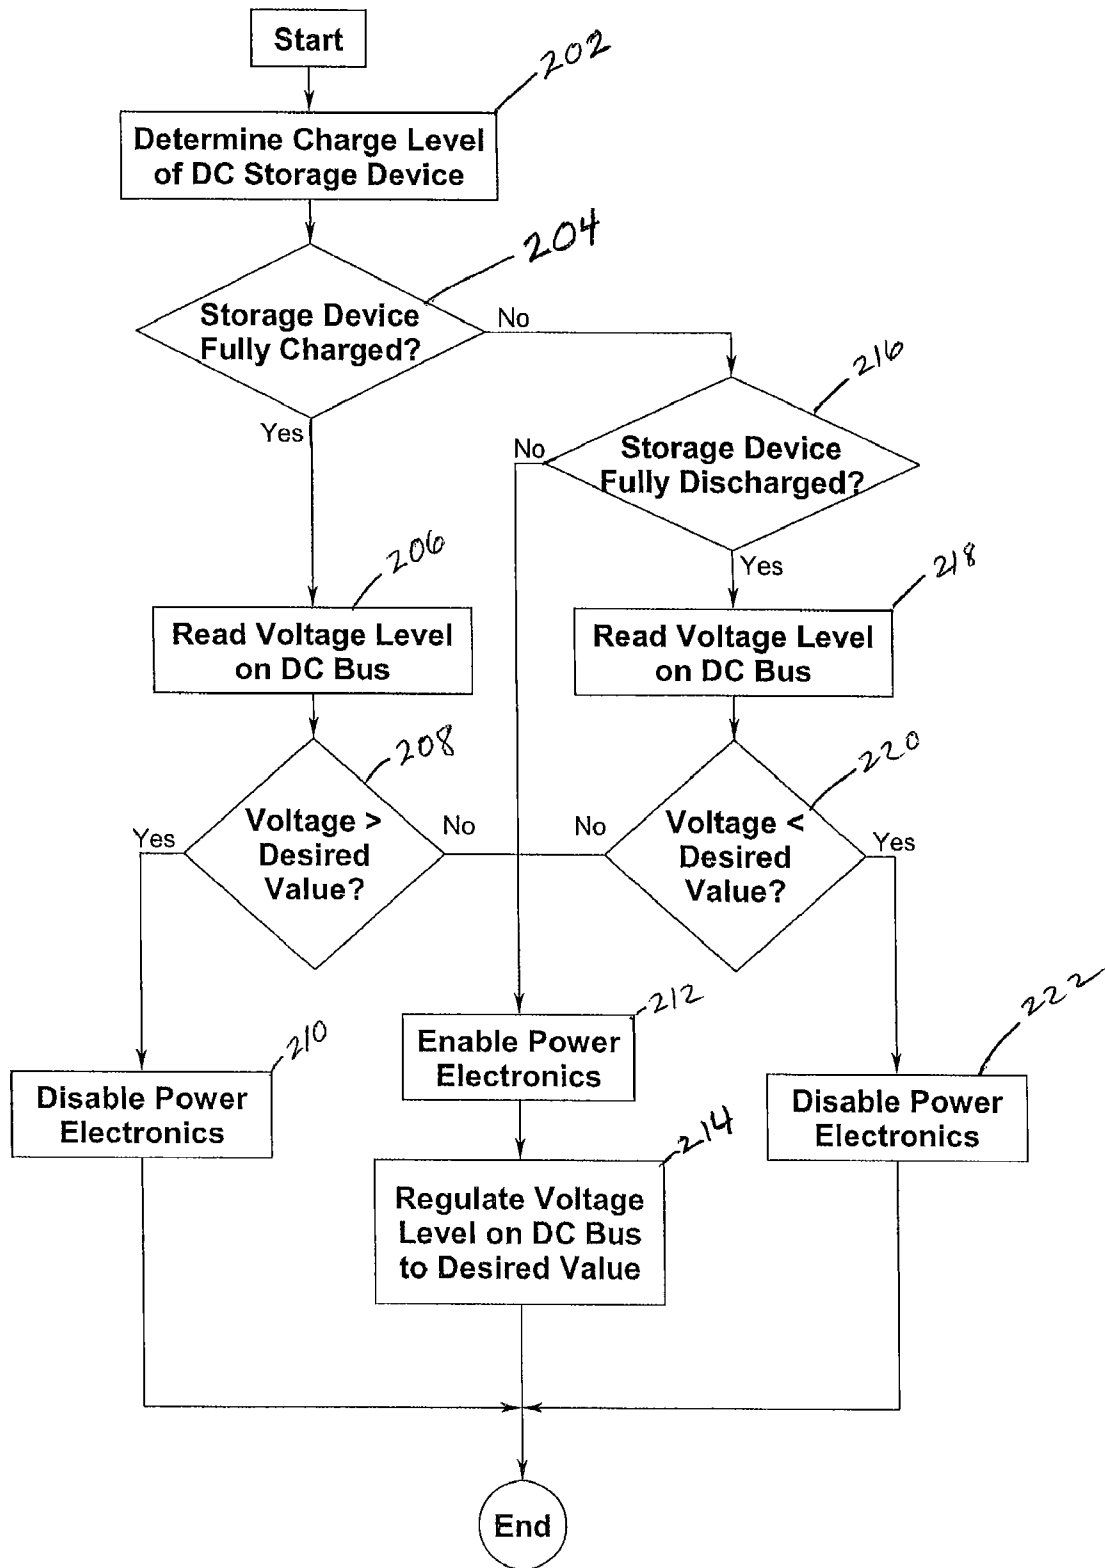 Start
202
Determine Charge Level
of DC Storage Device
204
Storage Device
Fully Charged?
No
Yes
216
Storage Device
Fully Discharged?
No
Yes
206
Read Voltage Level
on DC Bus
218
Read Voltage Level
on DC Bus
208
Voltage >
Desired
Value?
Yes
No
220
Voltage <
Desired
Value?
No
Yes
210
Disable Power
Electronics
212
Enable Power
Electronics
222
Disable Power
Electronics
214
Regulate Voltage
Level on DC Bus
to Desired Value
End